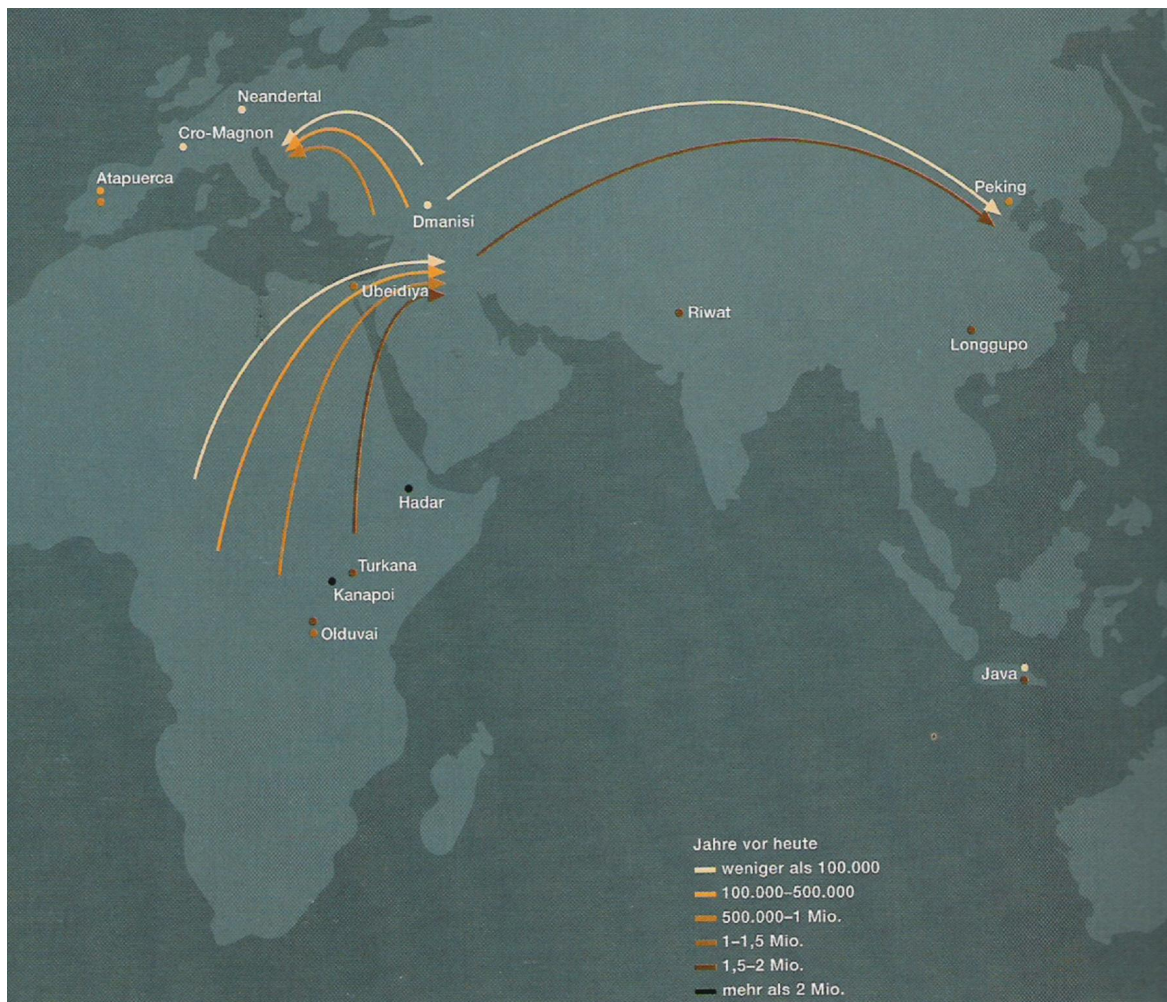 Neandertal
Cro-Magnon
Atapuerca
Dmanisi
Peking
Ubeidiya
Riwat
Longgupo
Hadar
Turkana
Kanapoi
Olduvai
Java
Jahre vor heute
weniger als 100.000
100.000–500.000
500.000–1 Mio.
1–1,5 Mio.
1,5–2 Mio.
mehr als 2 Mio.